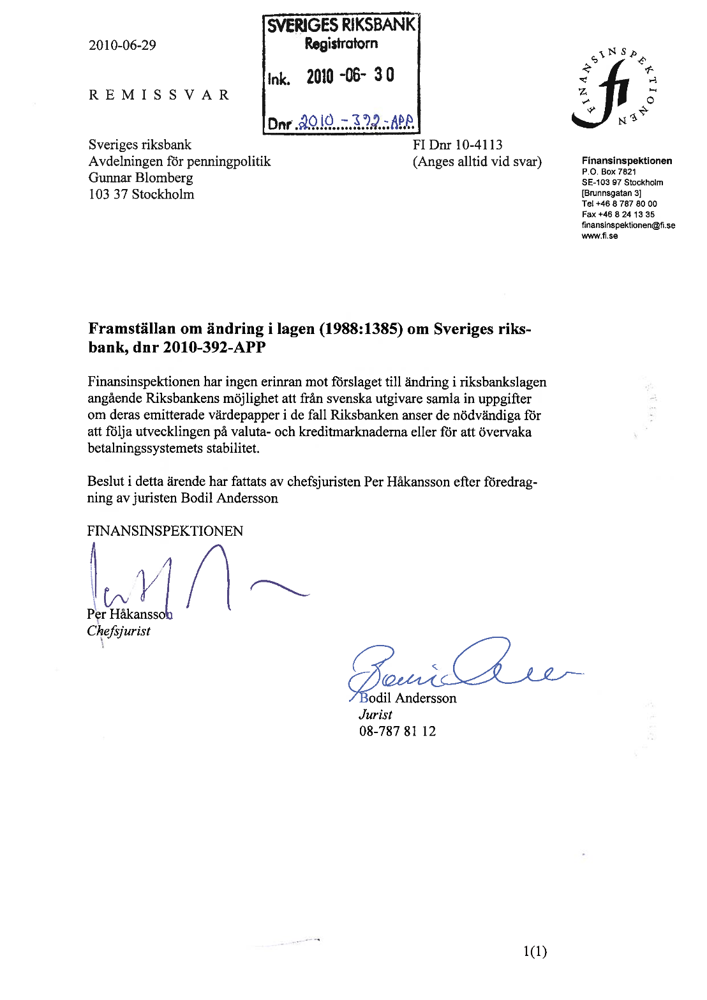 2010-06-29
SVERIGES RIKSBANK
Registratorn
Ink. 2010 -06- 30
Dnr 2010-392-APP
FINANSINSPEKTIONEN
fi
R E M I S S V A R
Sveriges riksbank
Avdelningen för penningpolitik
Gunnar Blomberg
103 37 Stockholm
FI Dnr 10-4113
(Anges alltid vid svar)
Finansinspektionen
P.O. Box 7821
SE-103 97 Stockholm
[Brunnsgatan 3]
Tel +46 8 787 80 00
Fax +46 8 24 13 35
finansinspektionen@fi.se
www.fi.se
Framställan om ändring i lagen (1988:1385) om Sveriges riks-
bank, dnr 2010-392-APP
Finansinspektionen har ingen erinran mot förslaget till ändring i riksbankslagen
angående Riksbankens möjlighet att från svenska utgivare samla in uppgifter
om deras emitterade värdepapper i de fall Riksbanken anser de nödvändiga för
att följa utvecklingen på valuta- och kreditmarknaderna eller för att övervaka
betalningssystemets stabilitet.
Beslut i detta ärende har fattats av chefsjuristen Per Håkansson efter föredrag-
ning av juristen Bodil Andersson
FINANSINSPEKTIONEN
Per Håkansson
Chefsjurist
Bodil Andersson
Jurist
08-787 81 12
1(1)